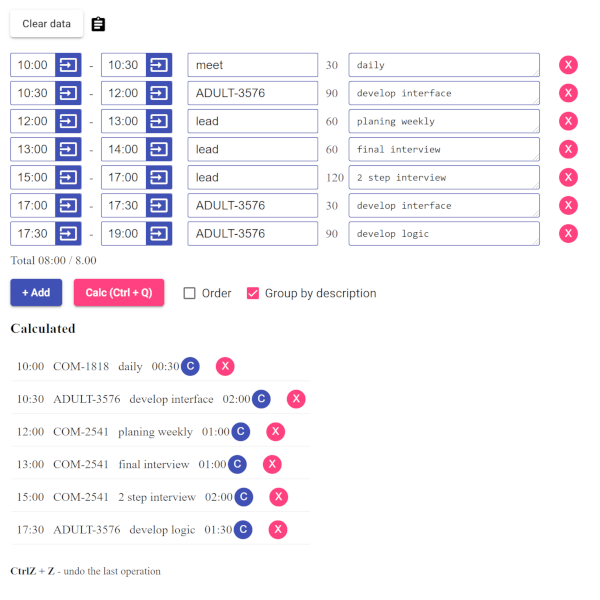 Clear data
10:00 - 10:30 meet 30 daily X
10:30 - 12:00 ADULT-3576 90 develop interface X
12:00 - 13:00 lead 60 planing weekly X
13:00 - 14:00 lead 60 final interview X
15:00 - 17:00 lead 120 2 step interview X
17:00 - 17:30 ADULT-3576 30 develop interface X
17:30 - 19:00 ADULT-3576 90 develop logic X
Total 08:00 / 8.00
+ Add Calc (Ctrl + Q) Order Group by description
Calculated
10:00 COM-1818 daily 00:30 C X
10:30 ADULT-3576 develop interface 02:00 C X
12:00 COM-2541 planing weekly 01:00 C X
13:00 COM-2541 final interview 01:00 C X
15:00 COM-2541 2 step interview 02:00 C X
17:30 ADULT-3576 develop logic 01:30 C X
CtrlZ + Z - undo the last operation